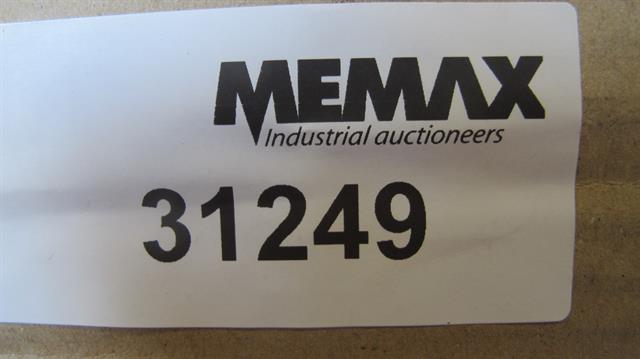 MEMAX
Industrial auctioneers
31249